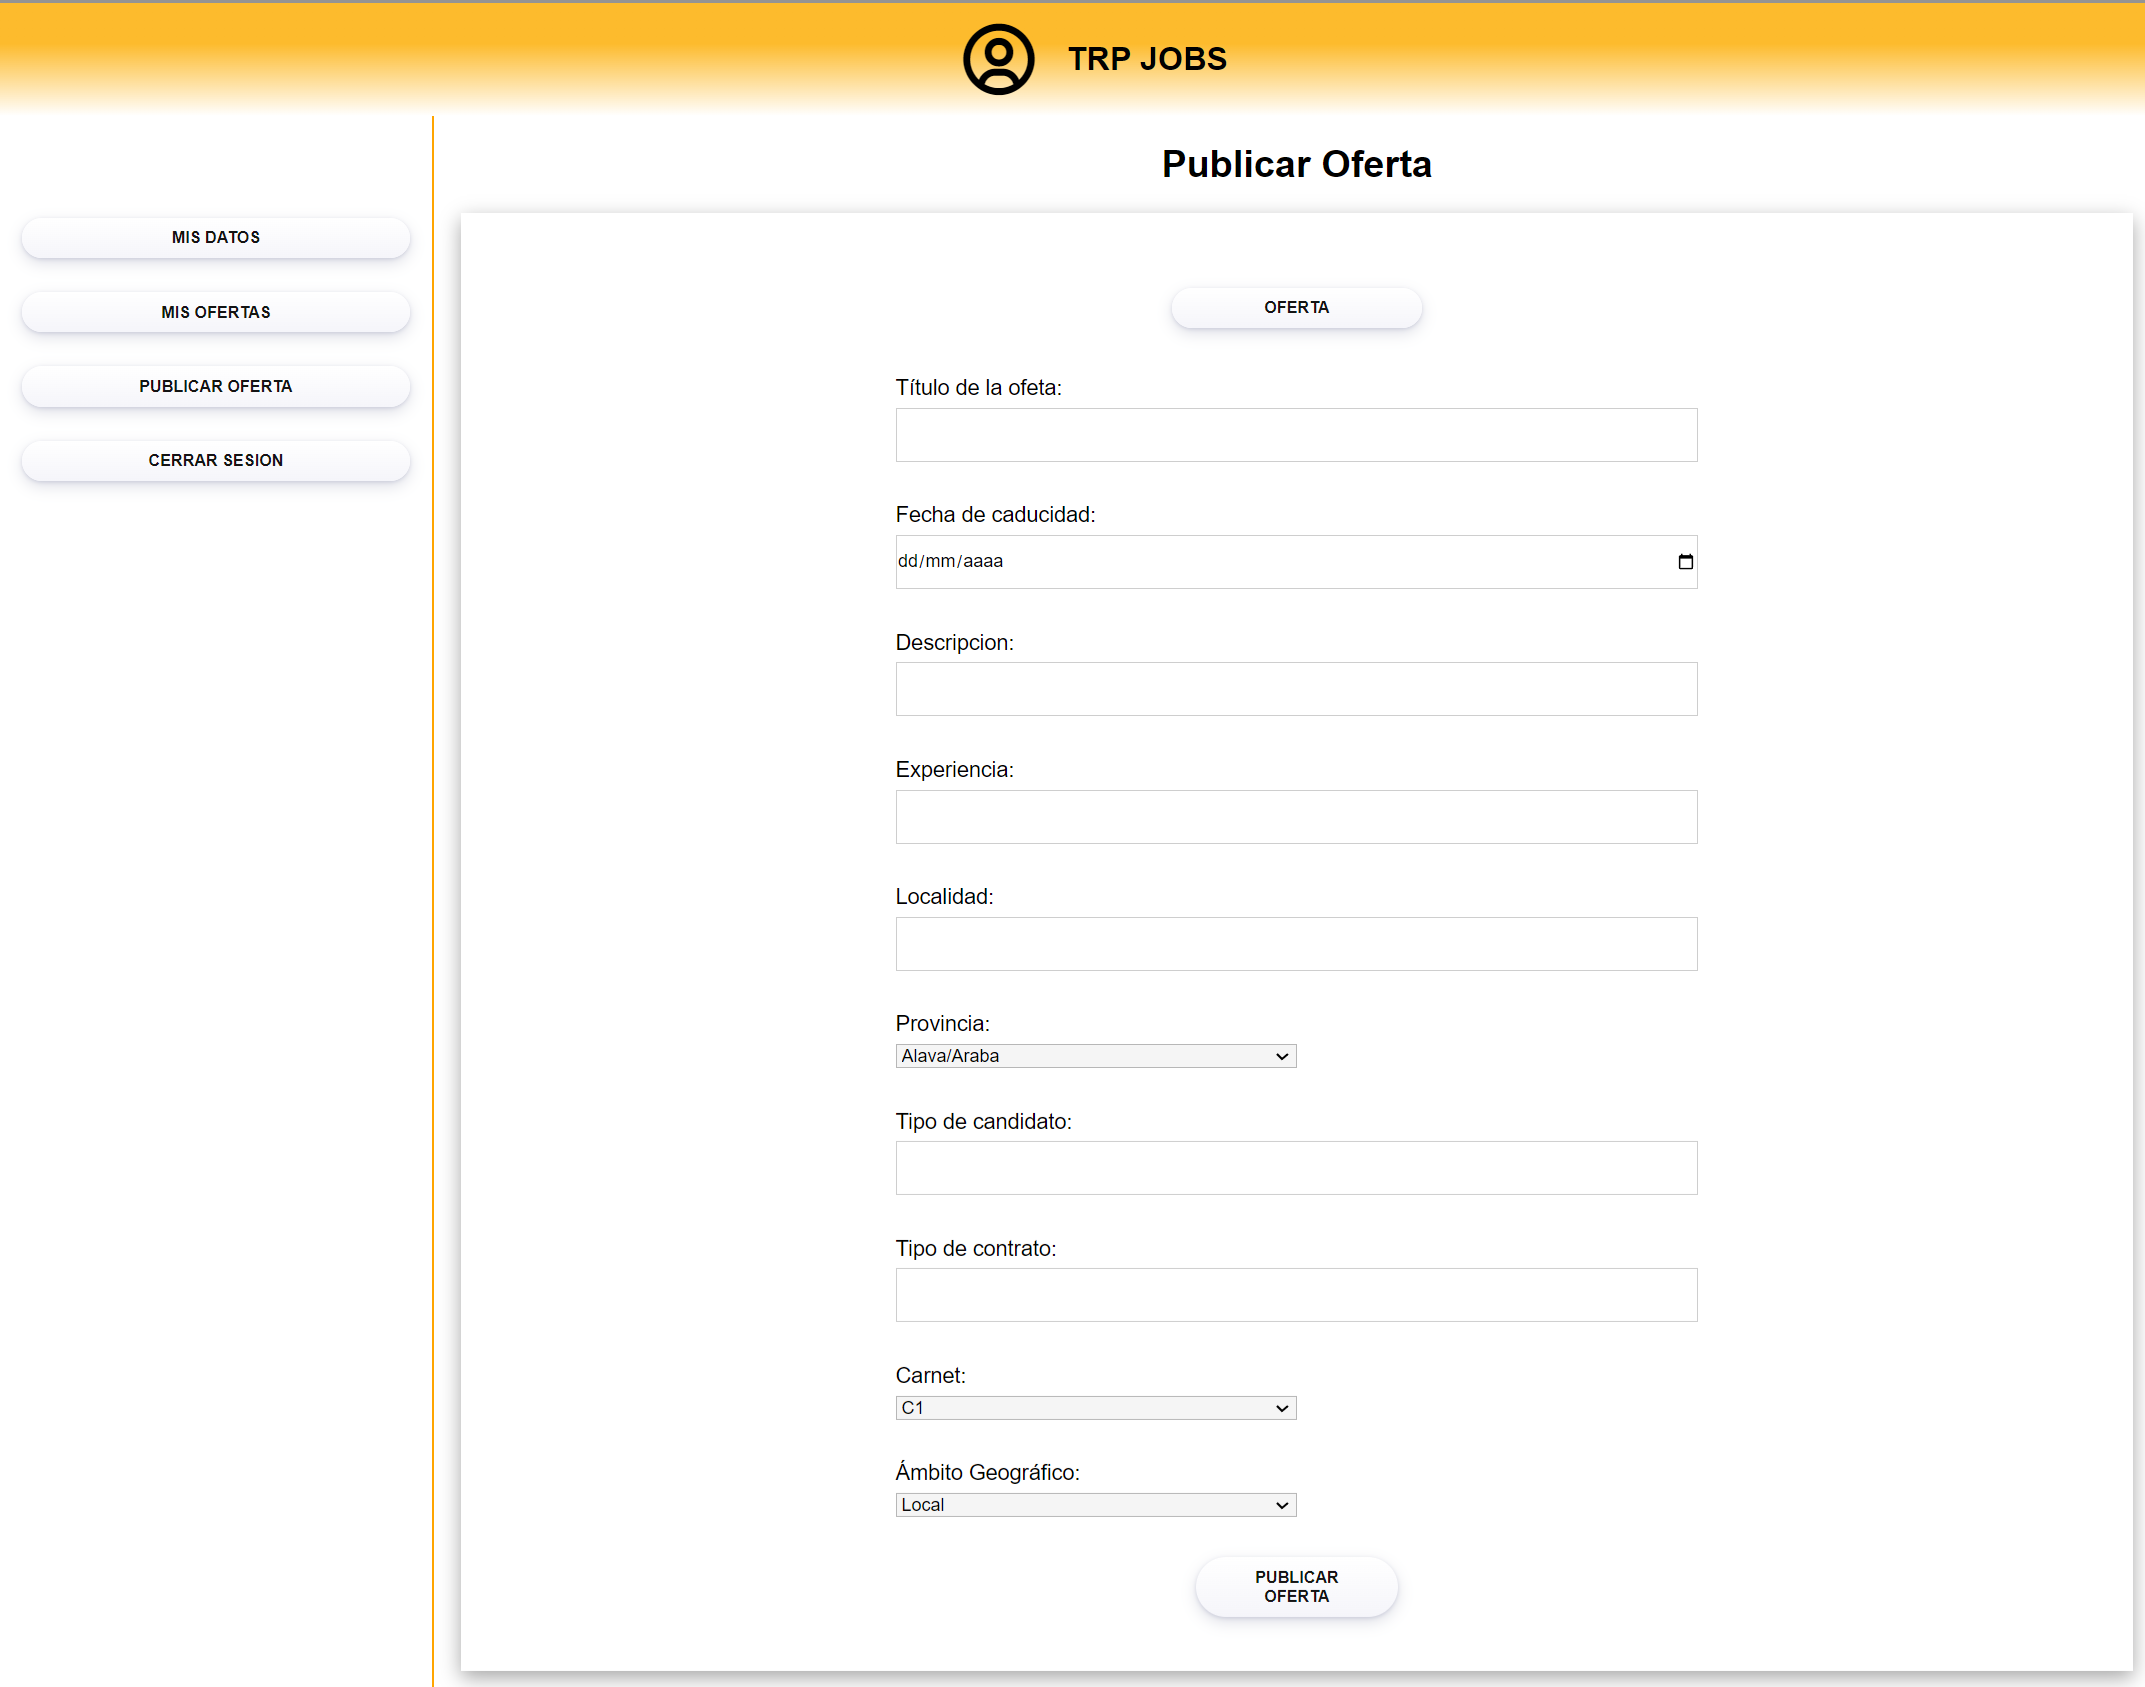 TRP JOBS
Publicar Oferta
MIS DATOS
MIS OFERTAS
PUBLICAR OFERTA
CERRAR SESION
OFERTA
Título de la ofeta:
Fecha de caducidad:
dd/mm/aaaa
Descripcion:
Experiencia:
Localidad:
Provincia:
Alava/Araba
Tipo de candidato:
Tipo de contrato:
Carnet:
C1
Ámbito Geográfico:
Local
PUBLICAR
OFERTA